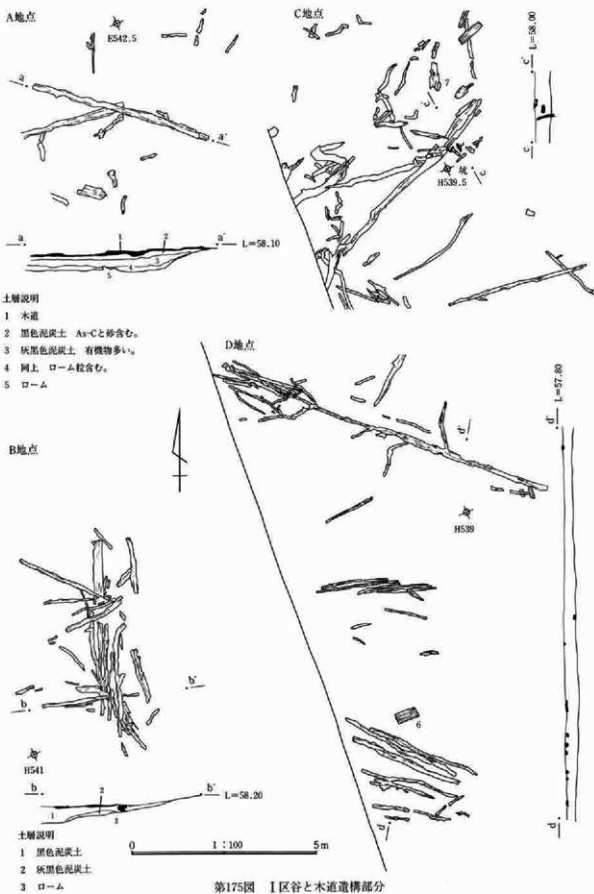 A地点
E542.5
a
a'
a
1
2
a'
L=58.10
3
4
5
土層説明
1 木道
2 黒色泥炭土 As-Cと砂含む。
3 灰黒色泥炭土 有機物多い。
4 同上 ローム粒含む。
5 ローム
B地点
b
b'
H541
b
2
b'
L=58.20
1
3
土層説明
1 黒色泥炭土
2 灰黒色泥炭土
3 ローム
C地点
7
c'
坑
H539.5
c
L=58.00
c'
c
D地点
d'
H539
6
d
L=57.80
d'
d
0 1:100 5m
第175図 I区谷と木道遺構部分